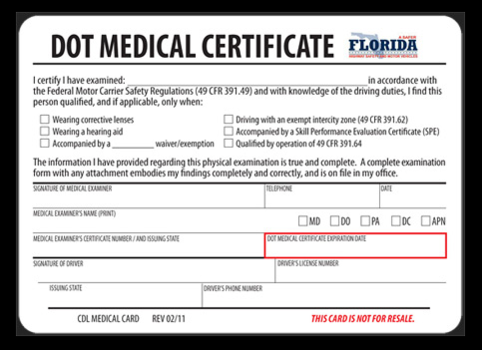 DOT MEDICAL CERTIFICATE
A SAFER
FLORIDA
HIGHWAY SAFETY AND MOTOR VEHICLES
I certify I have examined: in accordance with
the Federal Motor Carrier Safety Regulations (49 CFR 391.49) and with knowledge of the driving duties, I find this
person qualified, and if applicable, only when:
Wearing corrective lenses
Driving with an exempt intercity zone (49 CFR 391.62)
Wearing a hearing aid
Accompanied by a Skill Performance Evaluation Certificate (SPE)
Accompanied by a _________ waiver/exemption
Qualified by operation of 49 CFR 391.64
The information I have provided regarding this physical examination is true and complete. A complete examination
form with any attachment embodies my findings completely and correctly, and is on file in my office.
SIGNATURE OF MEDICAL EXAMINER TELEPHONE DATE
MEDICAL EXAMINER'S NAME (PRINT)
MD DO PA DC APN
MEDICAL EXAMINER'S CERTIFICATE NUMBER / AND ISSUING STATE DOT MEDICAL CERTIFICATE EXPIRATION DATE
SIGNATURE OF DRIVER DRIVER'S LICENSE NUMBER
ISSUING STATE DRIVER'S PHONE NUMBER
CDL MEDICAL CARD REV 02/11 THIS CARD IS NOT FOR RESALE.